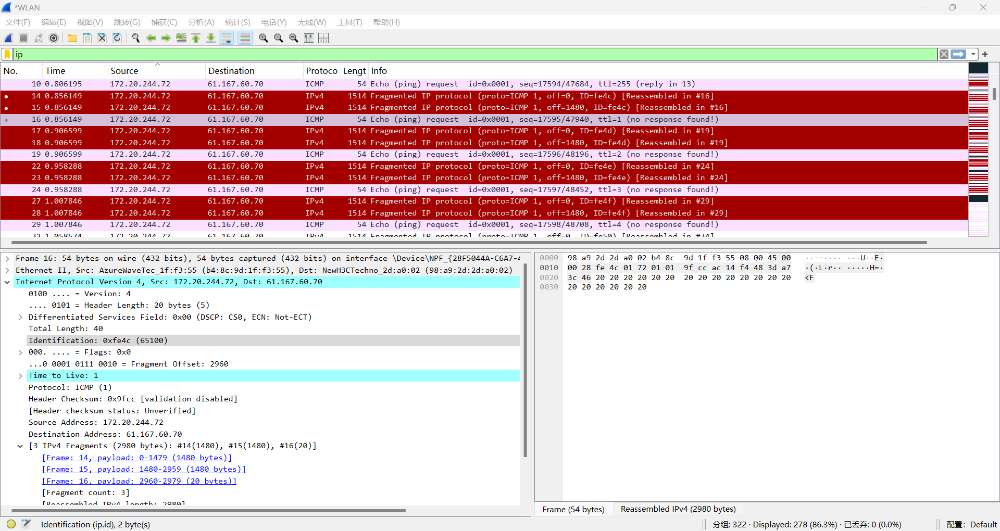 *WLAN
文件(F) 编辑(E) 视图(V) 跳转(G) 捕获(C) 分析(A) 统计(S) 电话(Y) 无线(W) 工具(T) 帮助(H)
ip
No. Time Source Destination Protoco Lengt Info
10 0.806195 172.20.244.72 61.167.60.70 ICMP 54 Echo (ping) request id=0x0001, seq=17594/47684, ttl=255 (reply in 13)
14 0.856149 172.20.244.72 61.167.60.70 IPv4 1514 Fragmented IP protocol (proto=ICMP 1, off=0, ID=fe4c) [Reassembled in #16]
15 0.856149 172.20.244.72 61.167.60.70 IPv4 1514 Fragmented IP protocol (proto=ICMP 1, off=1480, ID=fe4c) [Reassembled in #16]
16 0.856149 172.20.244.72 61.167.60.70 ICMP 54 Echo (ping) request id=0x0001, seq=17595/47940, ttl=1 (no response found!)
17 0.906599 172.20.244.72 61.167.60.70 IPv4 1514 Fragmented IP protocol (proto=ICMP 1, off=0, ID=fe4d) [Reassembled in #19]
18 0.906599 172.20.244.72 61.167.60.70 IPv4 1514 Fragmented IP protocol (proto=ICMP 1, off=1480, ID=fe4d) [Reassembled in #19]
19 0.906599 172.20.244.72 61.167.60.70 ICMP 54 Echo (ping) request id=0x0001, seq=17596/48196, ttl=2 (no response found!)
22 0.958288 172.20.244.72 61.167.60.70 IPv4 1514 Fragmented IP protocol (proto=ICMP 1, off=0, ID=fe4e) [Reassembled in #24]
23 0.958288 172.20.244.72 61.167.60.70 IPv4 1514 Fragmented IP protocol (proto=ICMP 1, off=1480, ID=fe4e) [Reassembled in #24]
24 0.958288 172.20.244.72 61.167.60.70 ICMP 54 Echo (ping) request id=0x0001, seq=17597/48452, ttl=3 (no response found!)
27 1.007846 172.20.244.72 61.167.60.70 IPv4 1514 Fragmented IP protocol (proto=ICMP 1, off=0, ID=fe4f) [Reassembled in #29]
28 1.007846 172.20.244.72 61.167.60.70 IPv4 1514 Fragmented IP protocol (proto=ICMP 1, off=1480, ID=fe4f) [Reassembled in #29]
29 1.007846 172.20.244.72 61.167.60.70 ICMP 54 Echo (ping) request id=0x0001, seq=17598/48708, ttl=4 (no response found!)
32 1.058574 172.20.244.72 61.167.60.70 IPv4 1514 Fragmented IP protocol (proto=ICMP 1, off=0, ID=fe50) [Reassembled in #34]
Frame 16: 54 bytes on wire (432 bits), 54 bytes captured (432 bits) on interface \Device\NPF_{28F5044A-C6A7-4
Ethernet II, Src: AzureWaveTec_1f:f3:55 (b4:8c:9d:1f:f3:55), Dst: NewH3CTechno_2d:a0:02 (98:a9:2d:2d:a0:02)
Internet Protocol Version 4, Src: 172.20.244.72, Dst: 61.167.60.70
0100 .... = Version: 4
.... 0101 = Header Length: 20 bytes (5)
Differentiated Services Field: 0x00 (DSCP: CS0, ECN: Not-ECT)
Total Length: 40
Identification: 0xfe4c (65100)
000. .... = Flags: 0x0
...0 0001 0111 0010 = Fragment Offset: 2960
Time to Live: 1
Protocol: ICMP (1)
Header Checksum: 0x9fcc [validation disabled]
[Header checksum status: Unverified]
Source Address: 172.20.244.72
Destination Address: 61.167.60.70
[3 IPv4 Fragments (2980 bytes): #14(1480), #15(1480), #16(20)]
[Frame: 14, payload: 0-1479 (1480 bytes)]
[Frame: 15, payload: 1480-2959 (1480 bytes)]
[Frame: 16, payload: 2960-2979 (20 bytes)]
[Fragment count: 3]
[Reassembled IPv4 length: 2980]
0000 98 a9 2d 2d a0 02 b4 8c 9d 1f f3 55 08 00 45 00 ··--···· ···U··E·
0010 00 28 fe 4c 01 72 01 01 9f cc ac 14 f4 48 3d a7 ·(·L·r·· ·····H=·
0020 3c 46 20 20 20 20 20 20 20 20 20 20 20 20 20 20 <F
0030 20 20 20 20 20 20
Frame (54 bytes) Reassembled IPv4 (2980 bytes)
Identification (ip.id), 2 byte(s)
分组: 322 · Displayed: 278 (86.3%) · 已丢弃: 0 (0.0%)
配置: Default